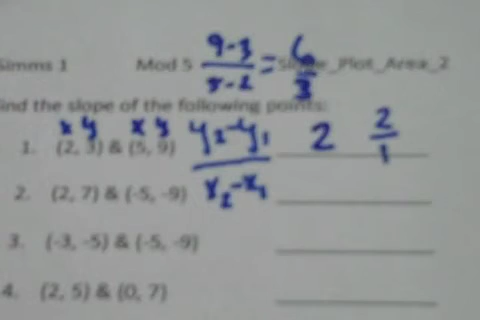 9-3 / 5-2 = 6/3
Simms 1 Mod 5 Slope_Plot_Area_2
Find the slope of the following points:
x y x y
1. (2, 3) & (5, 9) y2-y1 / x2-x1 2 2/1
2. (2, 7) & (-5, -9)
3. (-3, -5) & (-5, -9)
4. (2, 5) & (0, 7)